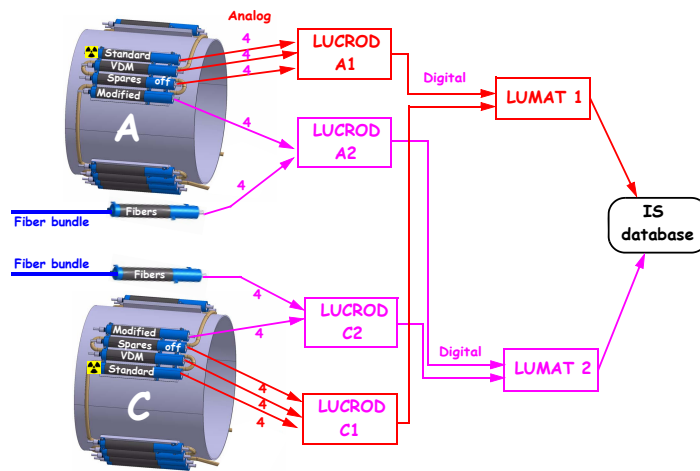 Analog
4
4
4
Standard
VDM
Spares off
Modified
A
LUCROD
A1
Digital
LUMAT 1
4
LUCROD
A2
4
Fibers
Fiber bundle
IS
database
Fiber bundle
Fibers
4
4
LUCROD
C2
Modified
Spares off
VDM
Standard
C
4
4
4
LUCROD
C1
Digital
LUMAT 2